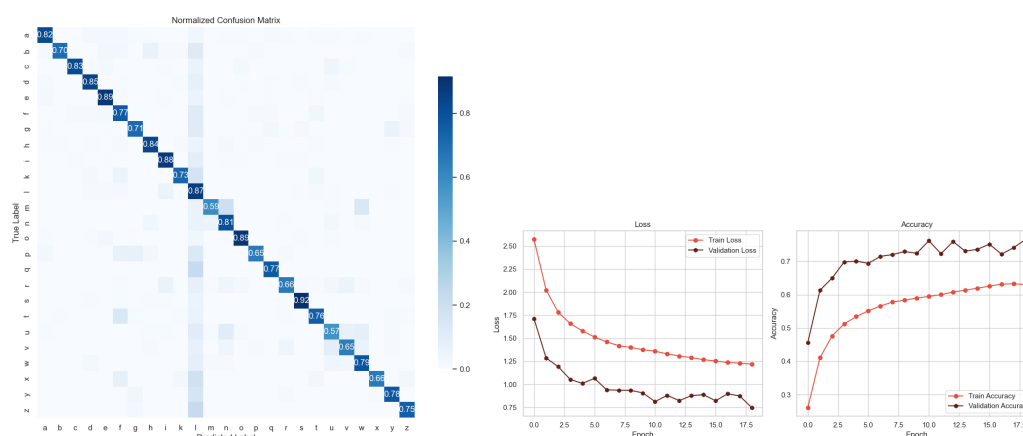 Normalized Confusion Matrix
True Label
a
b
c
d
e
f
g
h
i
k
l
m
n
o
p
q
r
s
t
u
v
w
x
y
z
0.82
0.70
0.83
0.85
0.89
0.77
0.71
0.84
0.88
0.73
0.87
0.59
0.81
0.89
0.65
0.77
0.66
0.92
0.76
0.57
0.65
0.79
0.66
0.78
0.75
a b c d e f g h i k l m n o p q r s t u v w x y z
Predicted Label
0.8
0.6
0.4
0.2
0.0
Loss
Train Loss
Validation Loss
Loss
2.50
2.25
2.00
1.75
1.50
1.25
1.00
0.75
0.0 2.5 5.0 7.5 10.0 12.5 15.0 17.5
Epoch
Accuracy
Accuracy
0.7
0.6
0.5
0.4
0.3
Train Accuracy
Validation Accura
0.0 2.5 5.0 7.5 10.0 12.5 15.0 17.
Epoch